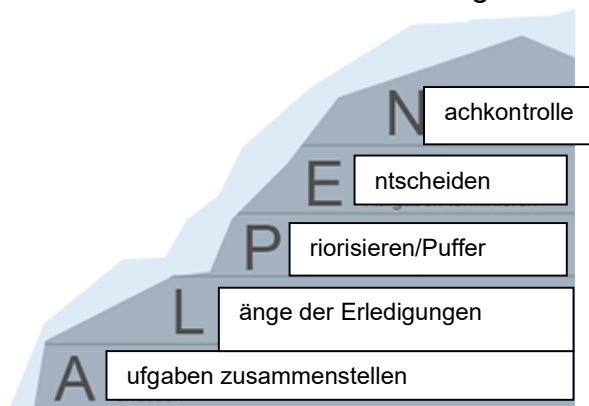 N achkontrolle
E ntscheiden
P riorisieren/Puffer
L änge der Erledigungen
A ufgaben zusammenstellen